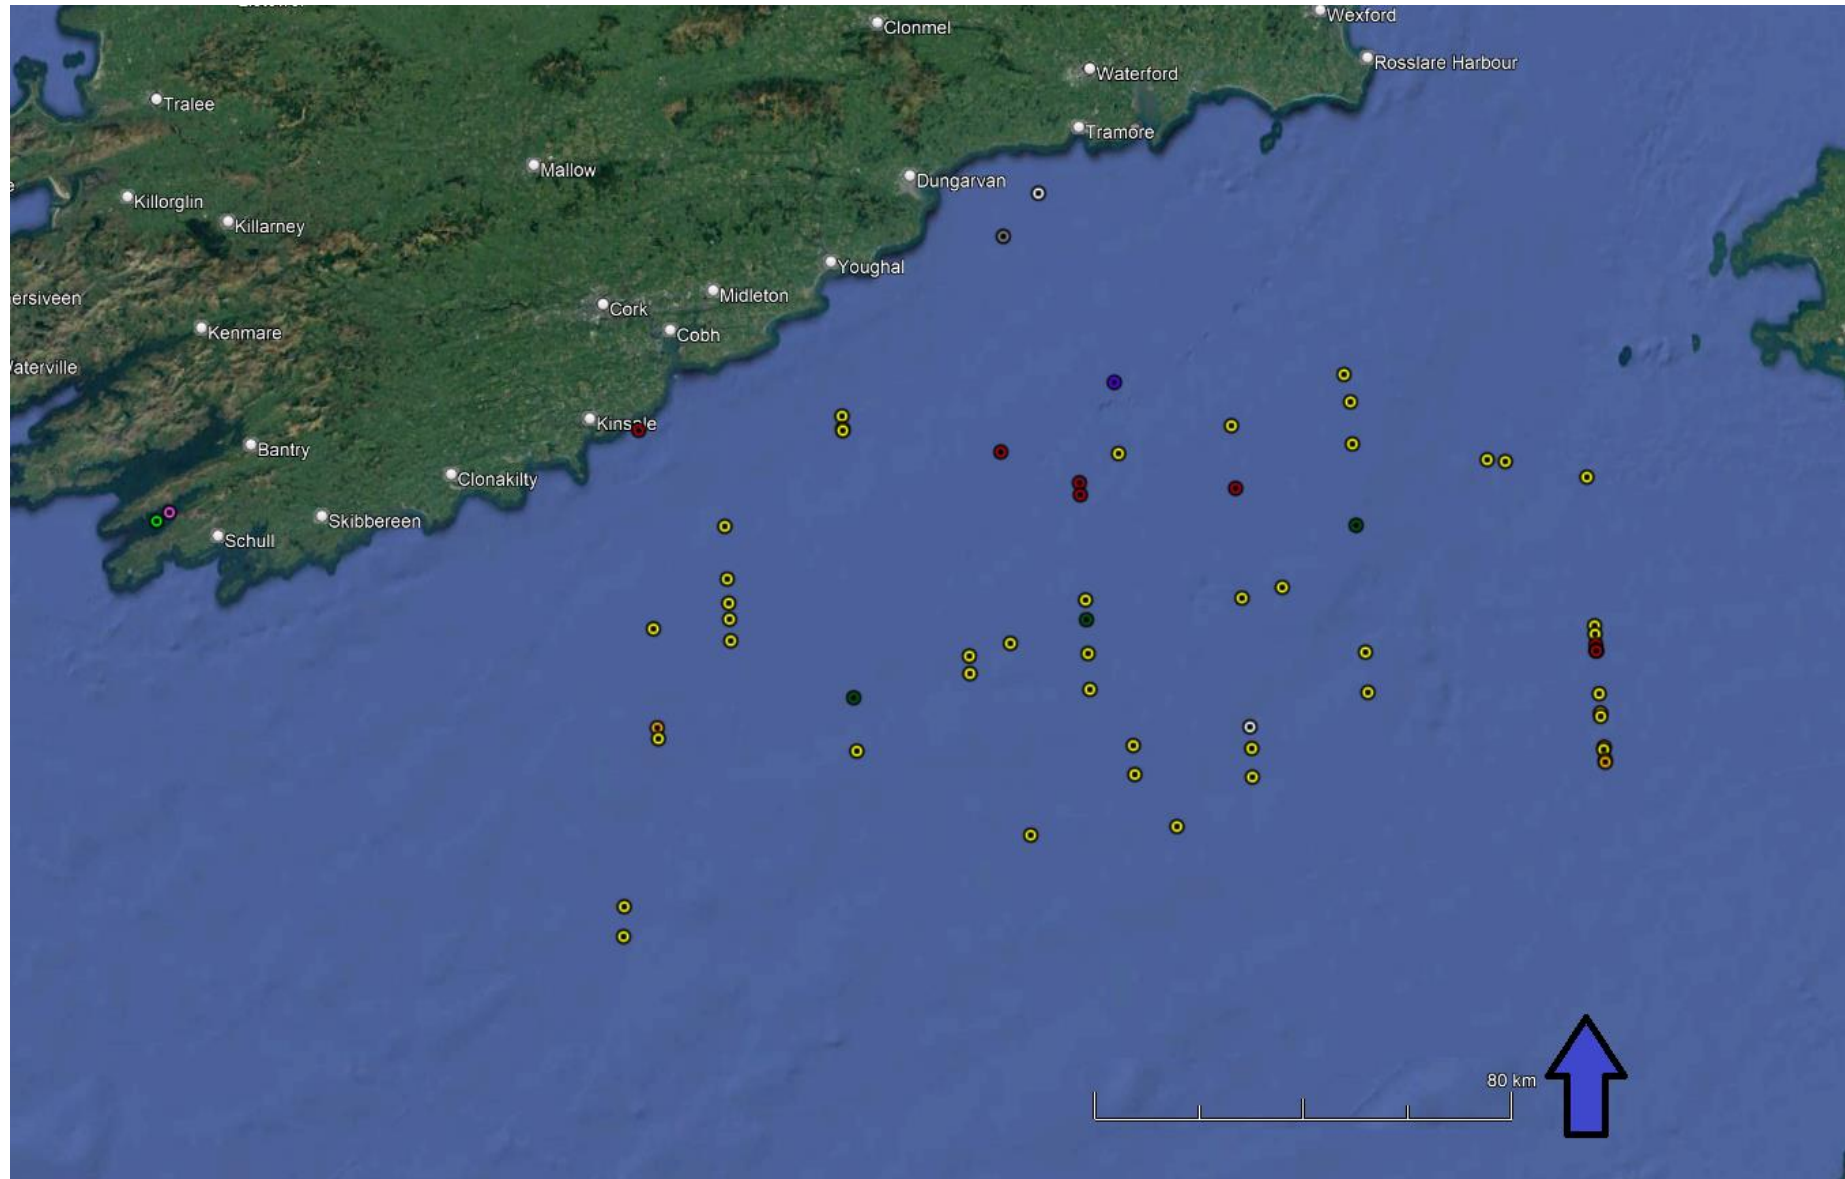 Wexford
Clonmel
Rosslare Harbour
Waterford
Tralee
Tramore
Mallow
Dungarvan
Killorglin
Killarney
Youghal
Midleton
ersiveen
Cork
Kenmare
Cobh
aterville
Kinsale
Bantry
Clonakilty
Skibbereen
Schull
80 km